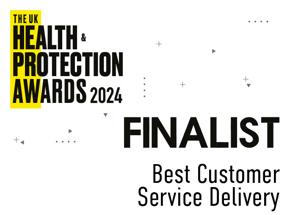 THE UK
HEALTH &
PROTECTION
AWARDS 2024
FINALIST
Best Customer
Service Delivery